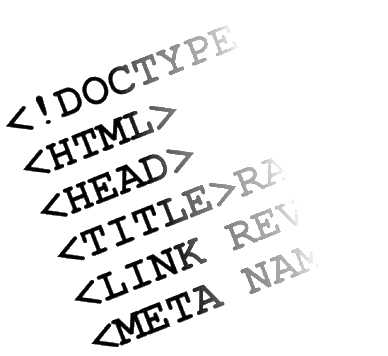 <!DOCTYPE
<HTML>
<HEAD>
<TITLE>RA
<LINK REV
<META NAM